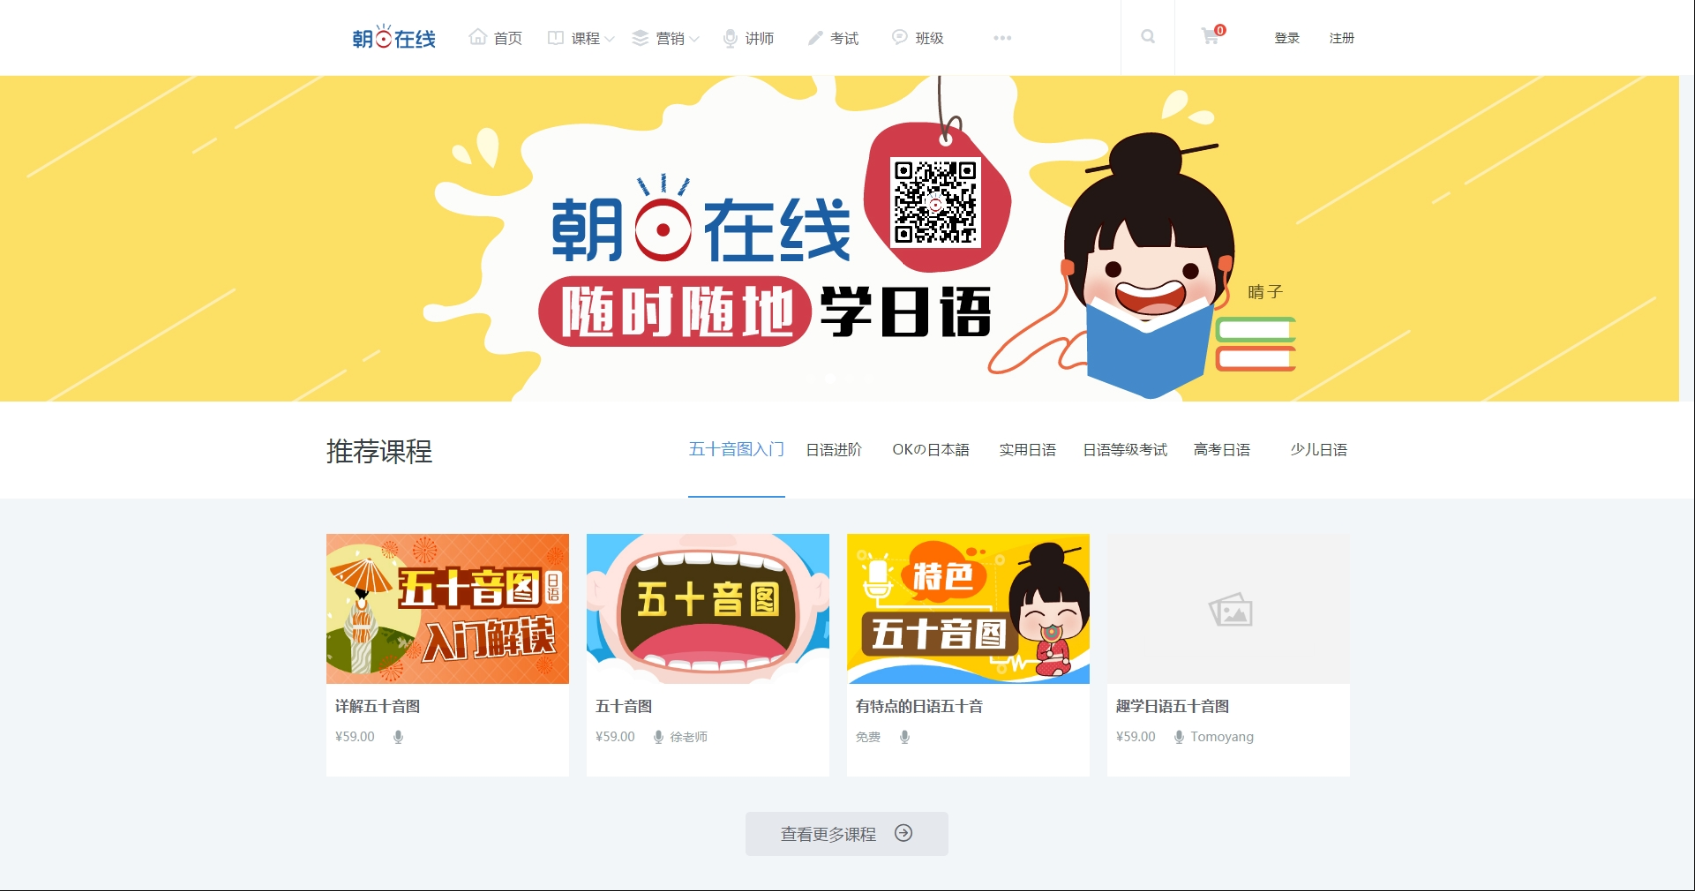 朝日在线
首页
课程
营销
讲师
考试
班级
0
登录
注册
朝日在线
随时随地学日语
晴子
推荐课程
五十音图入门
日语进阶
OKの日本語
实用日语
日语等级考试
高考日语
少儿日语
五十音图
日语
入门解读
五十音图
特色
五十音图
详解五十音图
¥59.00
五十音图
¥59.00 徐老师
有特点的日语五十音
免费
趣学日语五十音图
¥59.00 Tomoyang
查看更多课程